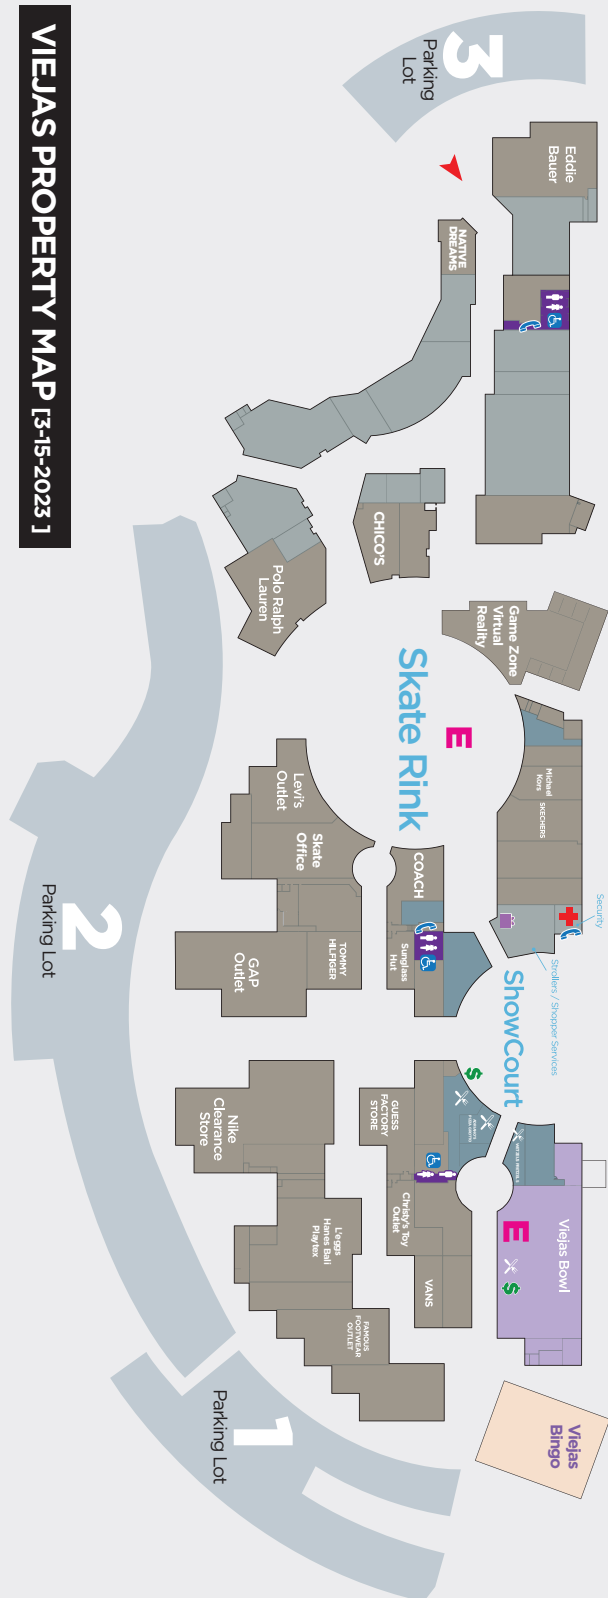 VIEJAS PROPERTY MAP [3-15-2023 ]
3
Parking
Lot
Eddie
Bauer
NATIVE
DREAMS
CHICO'S
Polo Ralph
Lauren
Game Zone
Virtual
Reality
Skate Rink
E
Michael
Kors
SKECHERS
Levi's
Outlet
Skate
Office
COACH
Security
Strollers / Shopper Services
TOMMY
HILFIGER
Sunglass
Hut
GAP
Outlet
2
Parking Lot
ShowCourt
$
GUESS
FACTORY
STORE
Nike
Clearance
Store
Christy's Toy
Outlet
L'eggs
Hanes Bali
Playtex
VANS
FAMOUS
FOOTWEAR
OUTLET
Viejas Bowl
E
$
Viejas
Bingo
1
Parking Lot